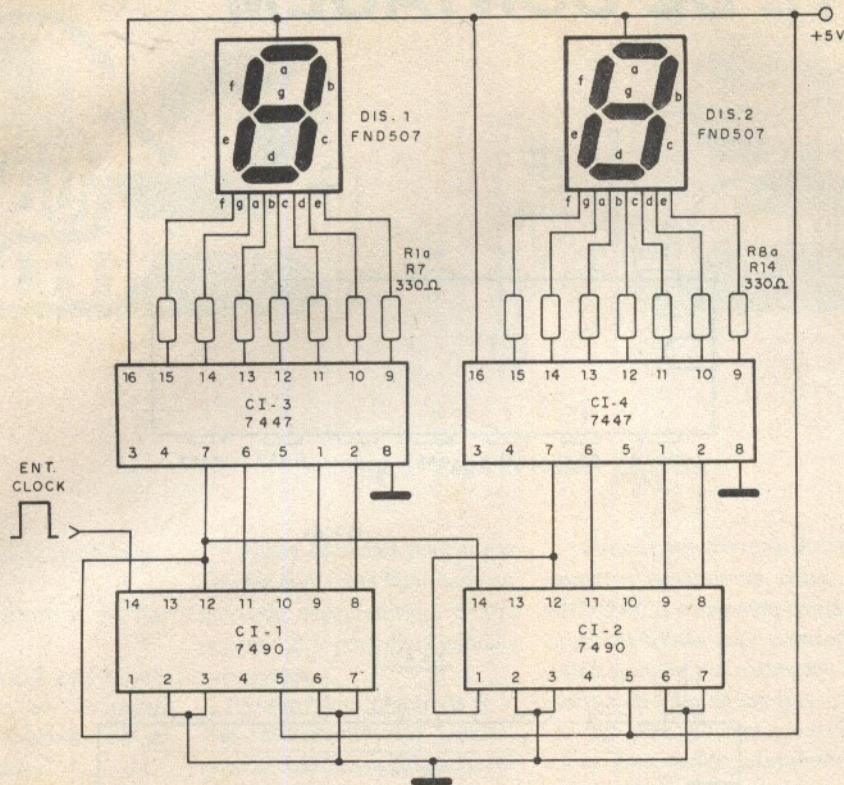 +5V
a
f b
g
e c
d
DIS. 1
FND507
a
f b
g
e c
d
DIS. 2
FND507
f g a b c d e
f g a b c d e
R1a
R7
330Ω
R8a
R14
330Ω
16 15 14 13 12 11 10 9
CI-3
7447
3 4 7 6 5 1 2 8
16 15 14 13 12 11 10 9
CI-4
7447
3 4 7 6 5 1 2 8
ENT.
CLOCK
14 13 12 11 10 9 8
CI-1
7490
1 2 3 4 5 6 7
14 13 12 11 10 9 8
CI-2
7490
1 2 3 4 5 6 7